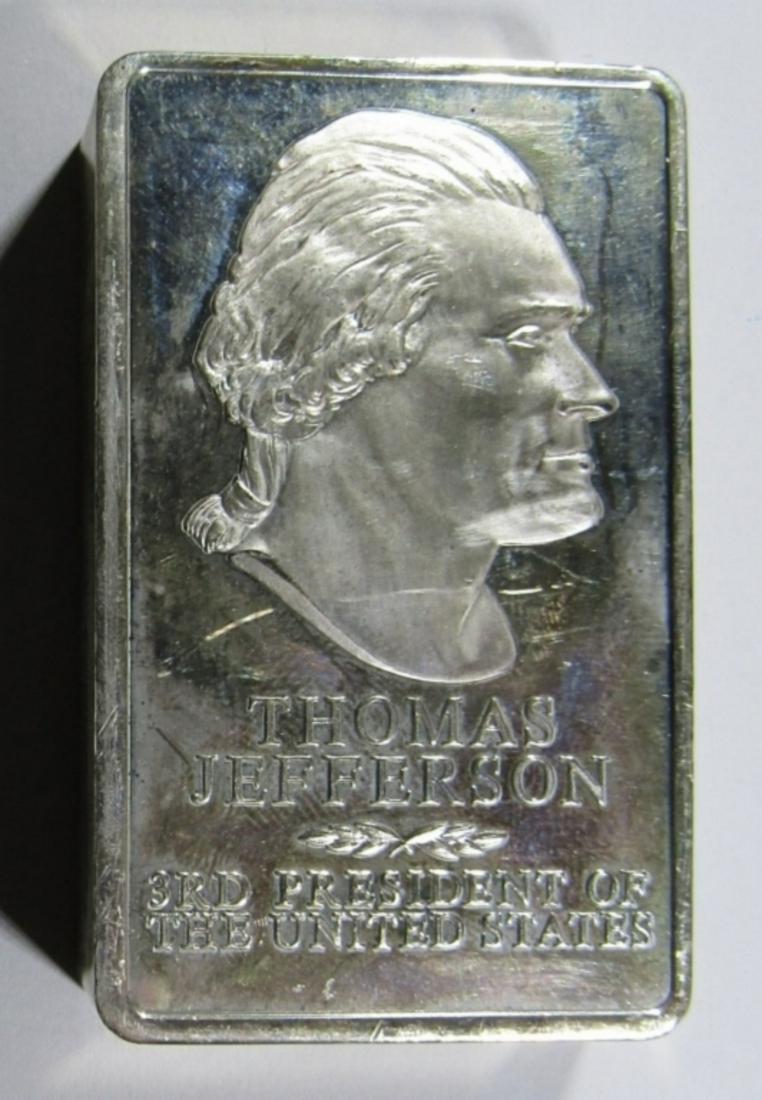 THOMAS
JEFFERSON
3RD PRESIDENT OF
THE UNITED STATES